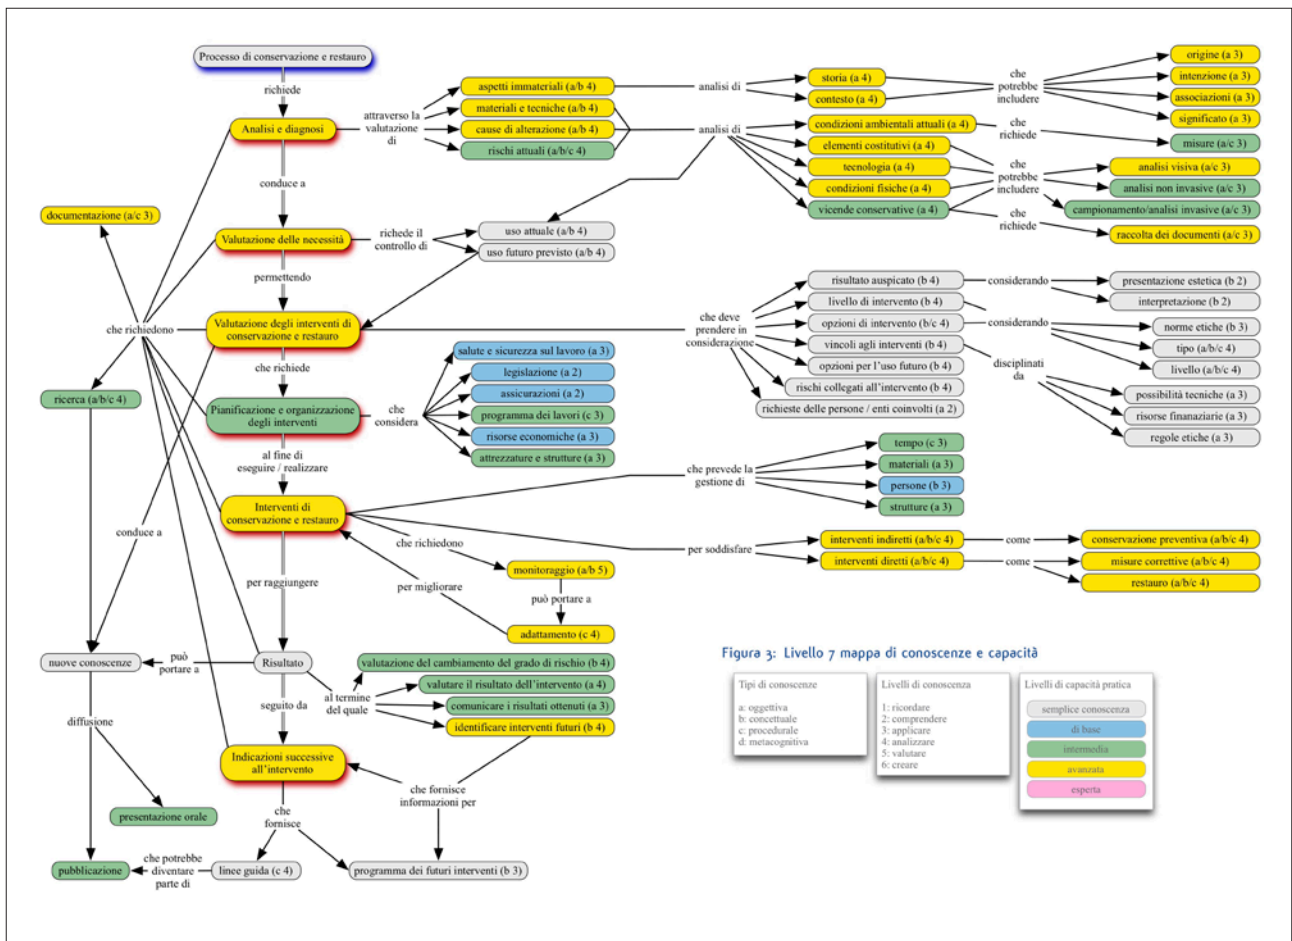 Processo di conservazione e restauro
richiede
Analisi e diagnosi
attraverso la
valutazione
di
aspetti immateriali (a/b 4)
materiali e tecniche (a/b 4)
cause di alterazione (a/b 4)
rischi attuali (a/b/c 4)
analisi di
storia (a 4)
contesto (a 4)
che
potrebbe
includere
origine (a 3)
intenzione (a 3)
associazioni (a 3)
significato (a 3)
analisi di
condizioni ambientali attuali (a 4)
elementi costitutivi (a 4)
tecnologia (a 4)
condizioni fisiche (a 4)
vicende conservative (a 4)
che
richiede
misure (a/c 3)
che
potrebbe
includere
analisi visiva (a/c 3)
analisi non invasive (a/c 3)
campionamento/analisi invasive (a/c 3)
che
richiede
raccolta dei documenti (a/c 3)
conduce a
documentazione (a/c 3)
Valutazione delle necessità
richiede il
controllo di
uso attuale (a/b 4)
uso futuro previsto (a/b 4)
permettendo
che richiedono
Valutazione degli interventi di
conservazione e restauro
che deve
prendere in
considerazione
risultato auspicato (b 4)
livello di intervento (b 4)
opzioni di intervento (b/c 4)
vincoli agli interventi (b 4)
opzioni per l'uso futuro (b 4)
rischi collegati all'intervento (b 4)
richieste delle persone / enti coinvolti (a 2)
considerando
presentazione estetica (b 2)
interpretazione (b 2)
considerando
norme etiche (b 3)
tipo (a/b/c 4)
livello (a/b/c 4)
disciplinati
da
possibilità tecniche (a 3)
risorse finanaziarie (a 3)
regole etiche (a 3)
che richiede
ricerca (a/b/c 4)
Pianificazione e organizzazione
degli interventi
che
considera
salute e sicurezza sul lavoro (a 3)
legislazione (a 2)
assicurazioni (a 2)
programma dei lavori (c 3)
risorse economiche (a 3)
attrezzature e strutture (a 3)
al fine di
eseguire / realizzare
Interventi di
conservazione e restauro
che prevede la
gestione di
tempo (c 3)
materiali (a 3)
persone (b 3)
strutture (a 3)
per soddisfare
interventi indiretti (a/b/c 4)
interventi diretti (a/b/c 4)
come
come
conservazione preventiva (a/b/c 4)
misure correttive (a/b/c 4)
restauro (a/b/c 4)
conduce a
che richiedono
monitoraggio (a/b 5)
per raggiungere
per migliorare
può portare a
adattamento (c 4)
nuove conoscenze
può
portare a
Risultato
al termine
del quale
valutazione del cambiamento del grado di rischio (b 4)
valutare il risultato dell'intervento (a 4)
comunicare i risultati ottenuti (a 3)
identificare interventi futuri (b 4)
seguito da
diffusione
Indicazioni successive
all'intervento
che fornisce
informazioni per
presentazione orale
che
fornisce
pubblicazione
che potrebbe
diventare
parte di
linee guida (c 4)
programma dei futuri interventi (b 3)
Figura 3: Livello 7 mappa di conoscenze e capacità
Tipi di conoscenze
a: oggettiva
b: concettuale
c: procedurale
d: metacognitiva
Livelli di conoscenza
1: ricordare
2: comprendere
3: applicare
4: analizzare
5: valutare
6: creare
Livelli di capacità pratica
semplice conoscenza
di base
intermedia
avanzata
esperta